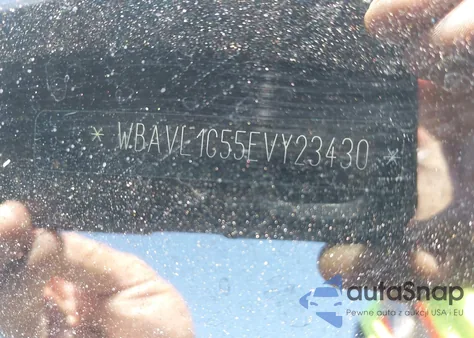 * WBAVL1C55EVY23430 *
autoSnap
Pewne auta z aukcji USA i EU